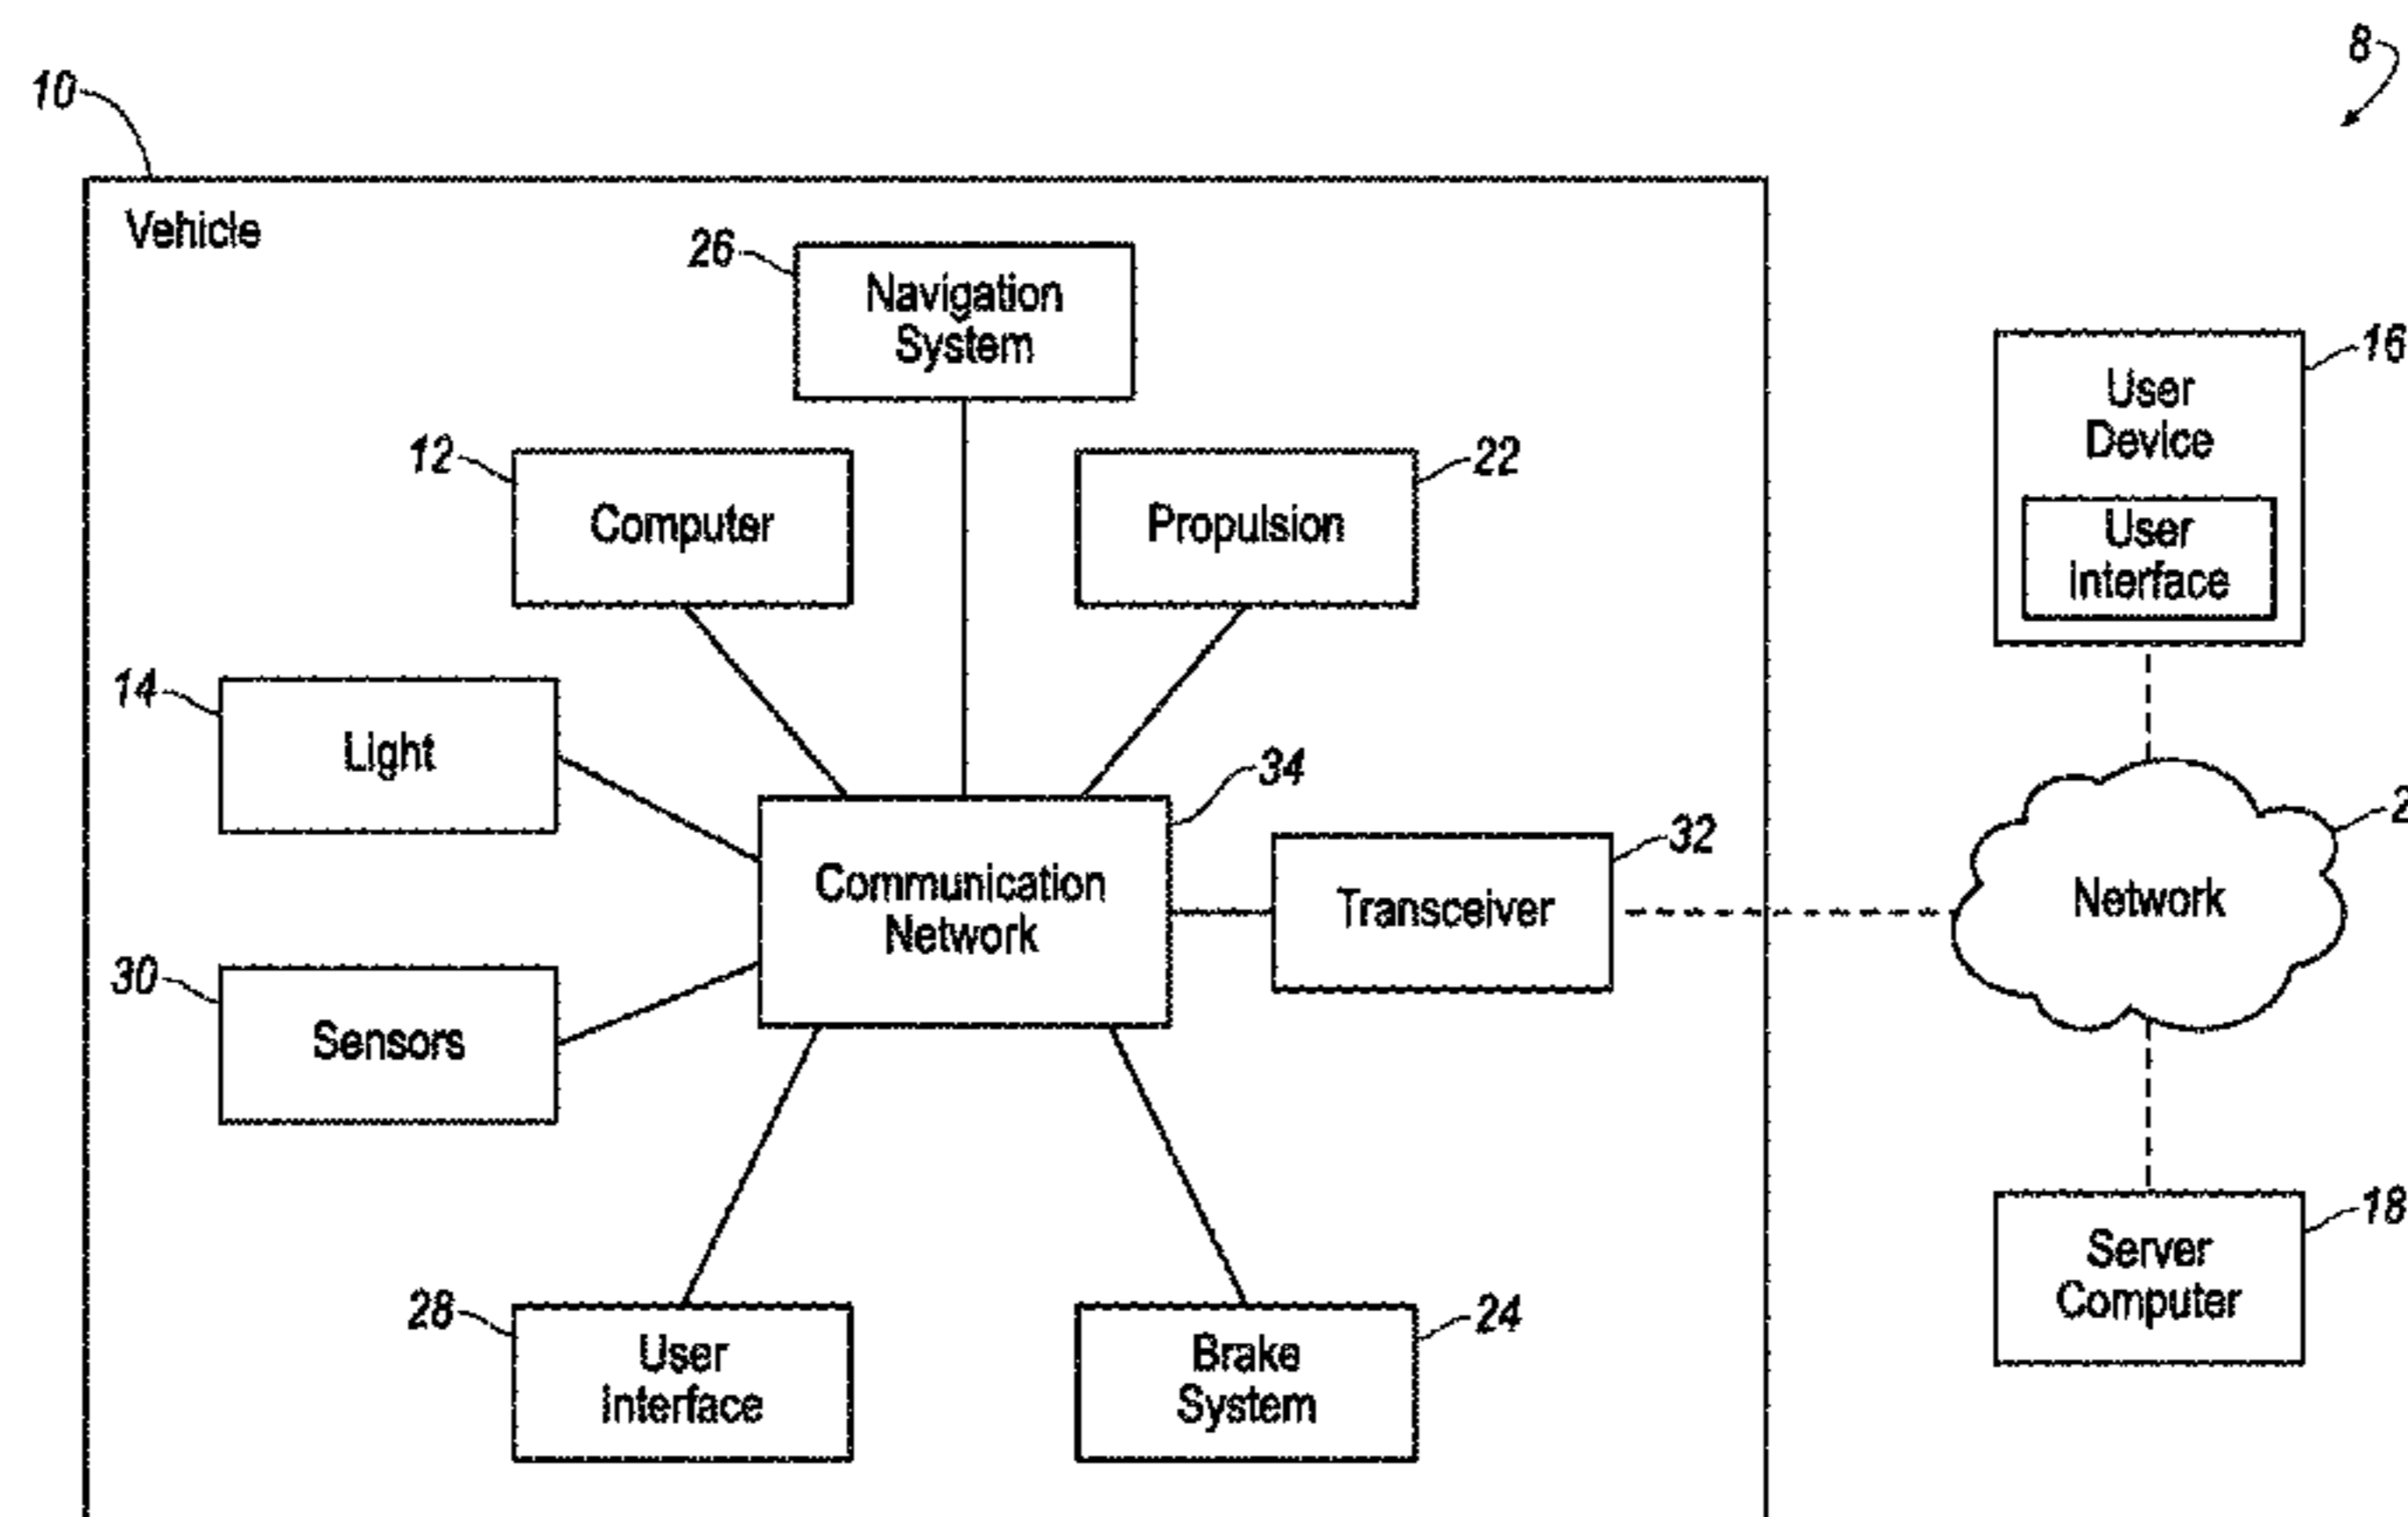 8
10
Vehicle
26
Navigation
System
16
User
Device
12
Computer
22
Propulsion
User
Interface
14
Light
34
Communication
Network
32
Transceiver
Network
30
Sensors
18
Server
Computer
28
User
Interface
24
Brake
System